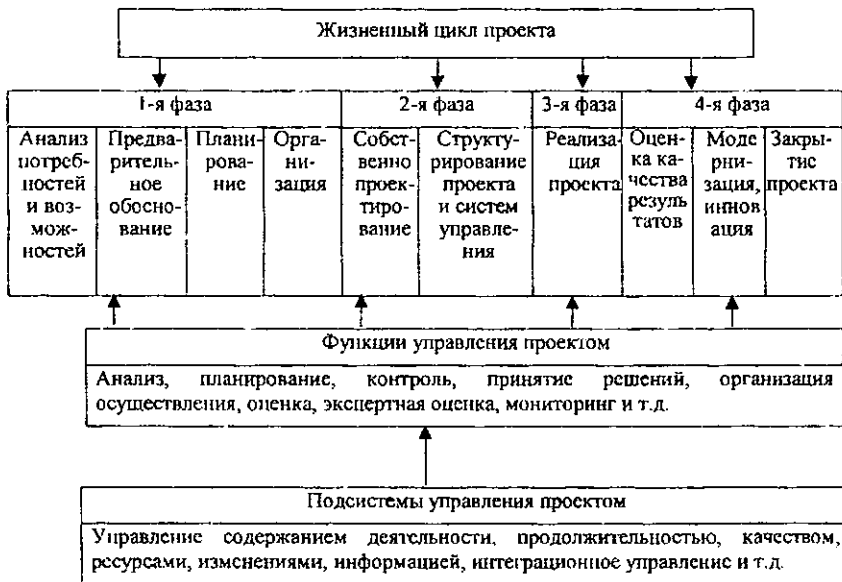 Жизненный цикл проекта
1-я фаза
2-я фаза
3-я фаза
4-я фаза
Анализ
потреб-
ностей
и воз-
мож-
ностей
Предва-
ритель-
ное
обосно-
вание
Плани-
рова-
ние
Орга-
ни-
зация
Собст-
венно
проек-
тиро-
вание
Структу-
рирование
проекта
и систем
управле-
ния
Реализа-
ция
проекта
Оцен-
ка ка-
чества
резуль
татов
Моде
рни-
зация,
иннов
ация
Закры-
тие
проекта
Функции управления проектом
Анализ, планирование, контроль, принятие решений, организация
осуществления, оценка, экспертная оценка, мониторинг и т.д.
Подсистемы управления проектом
Управление содержанием деятельности, продолжительностью, качеством,
ресурсами, изменениями, информацией, интеграционное управление и т.д.